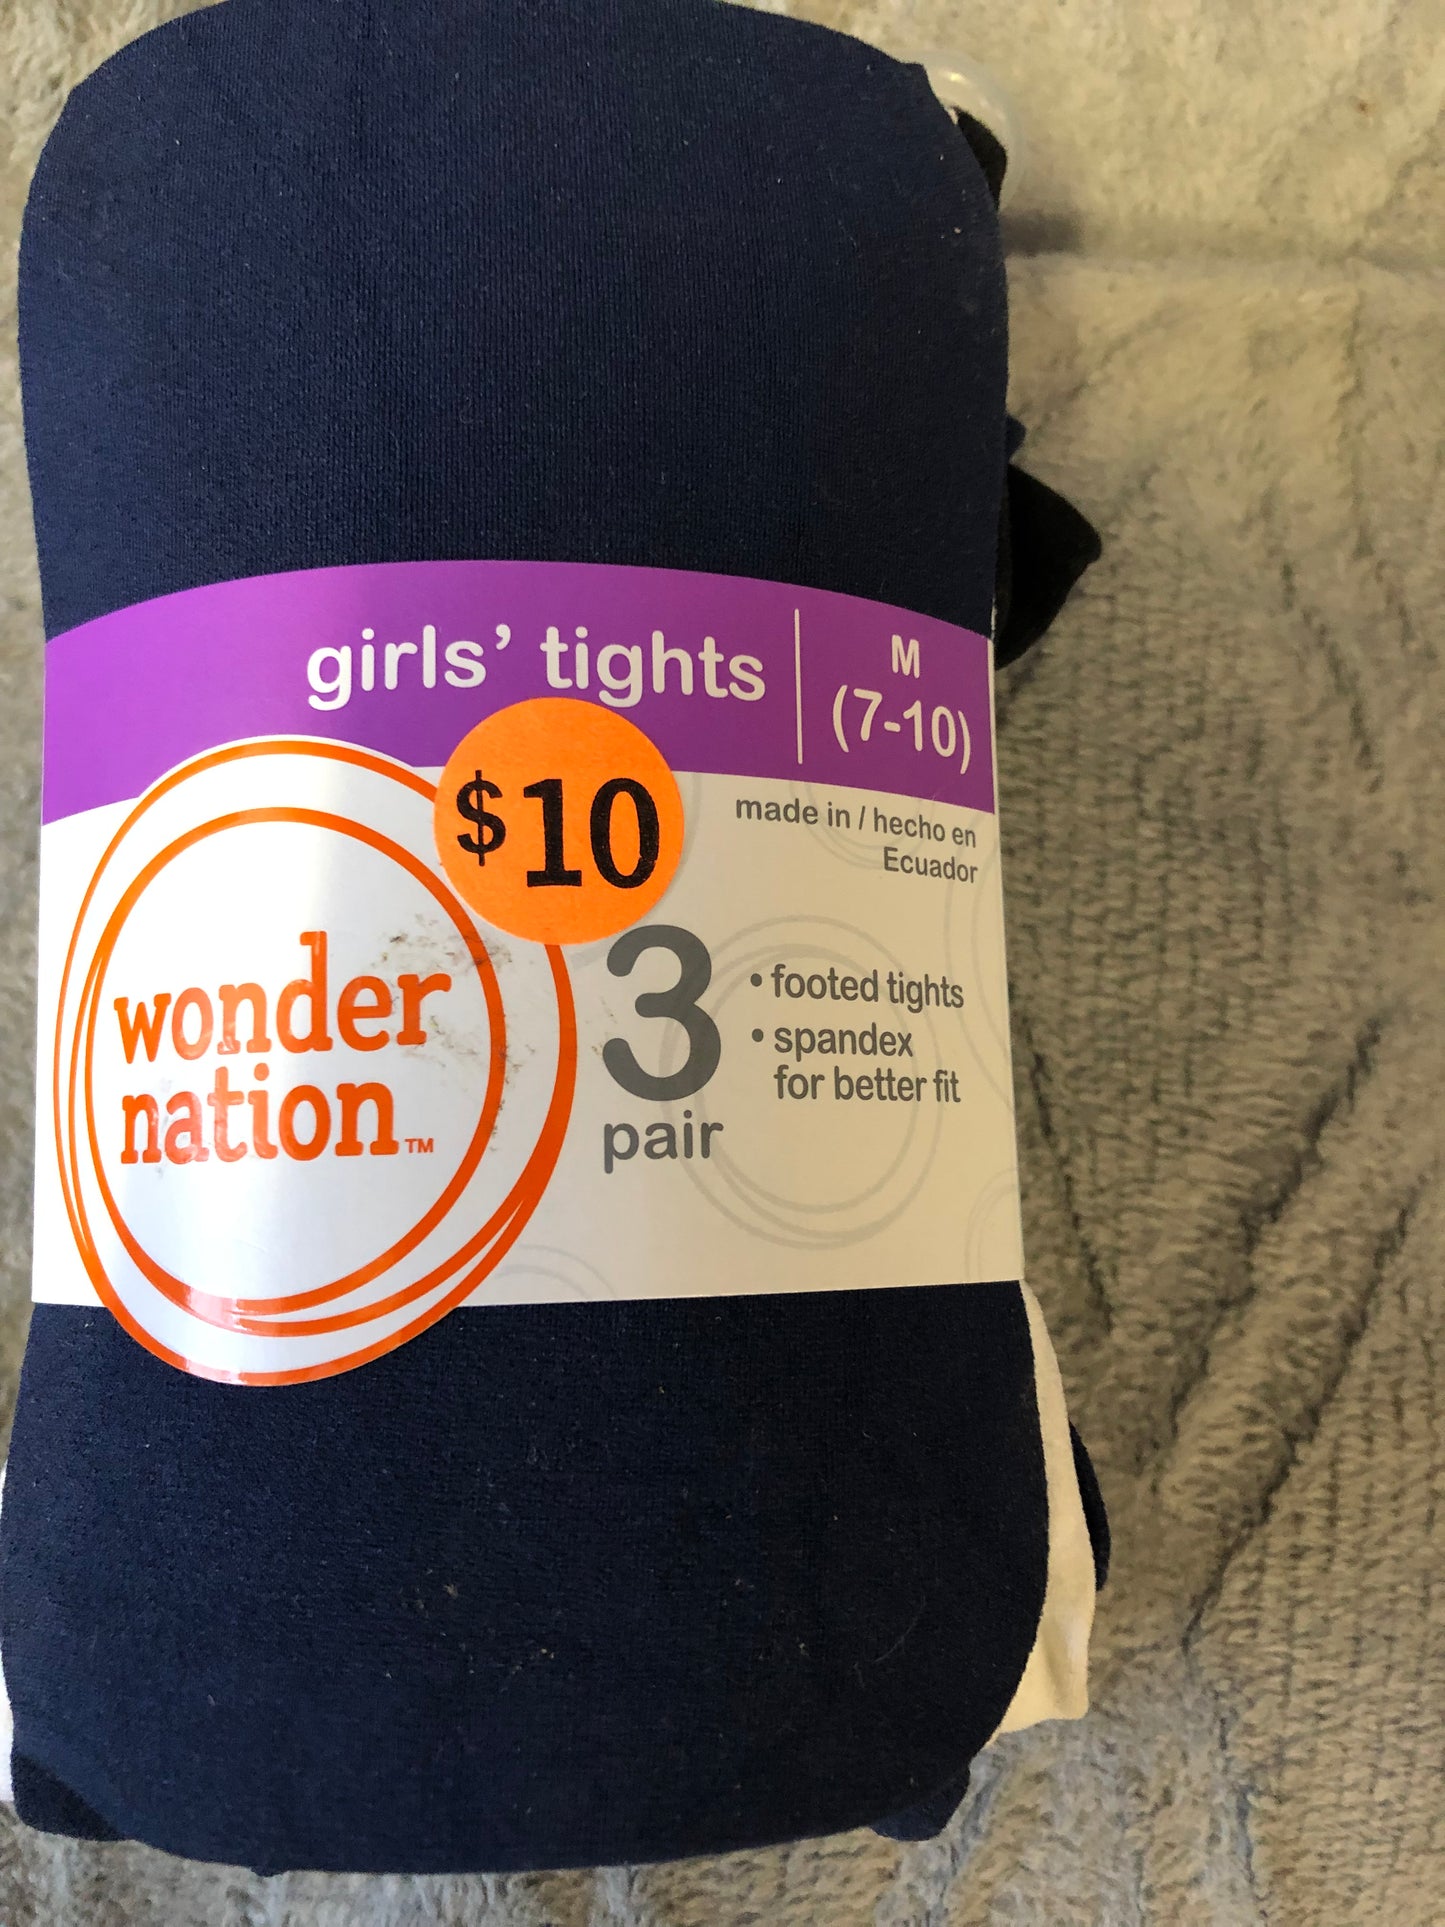 girls' tights
M
(7-10)
$10
made in / hecho en
Ecuador
wonder
nation™
3
pair
• footed tights
• spandex
for better fit